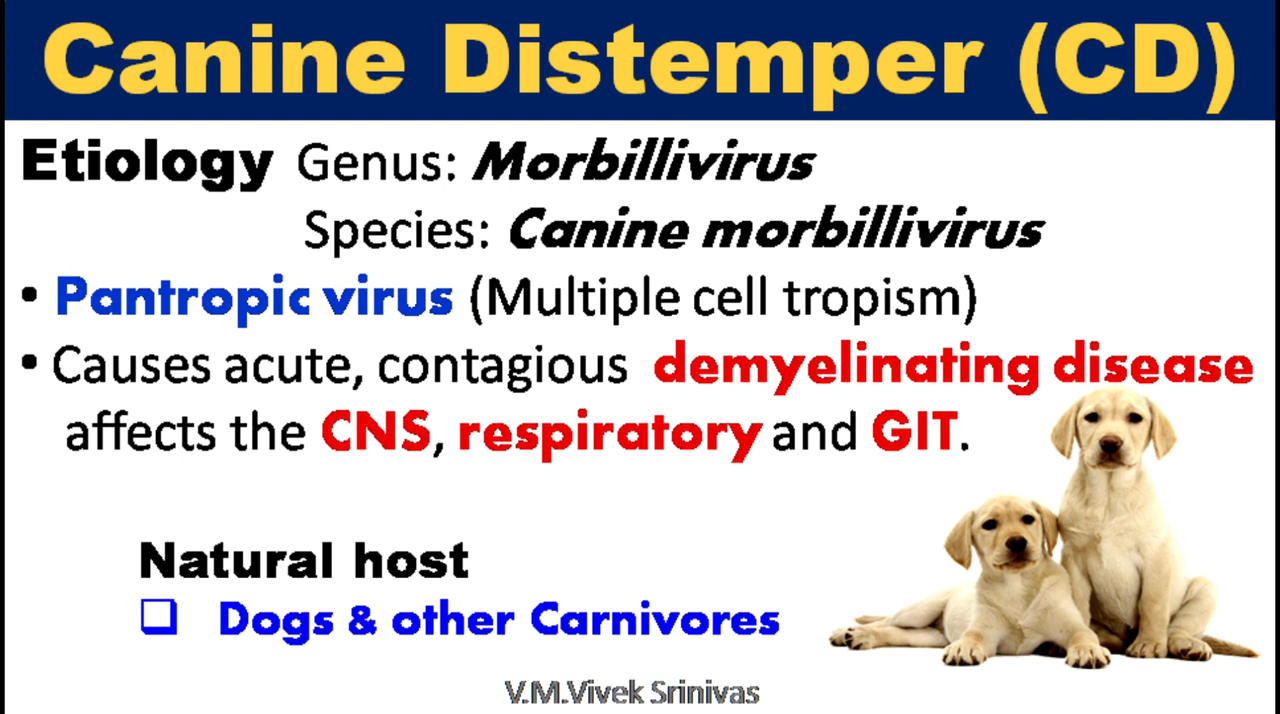 Canine Distemper (CD)
Etiology Genus: Morbillivirus
Species: Canine morbillivirus
• Pantropic virus (Multiple cell tropism)
• Causes acute, contagious demyelinating disease
affects the CNS, respiratory and GIT.
Natural host
❑ Dogs & other Carnivores
V.M.Vivek Srinivas